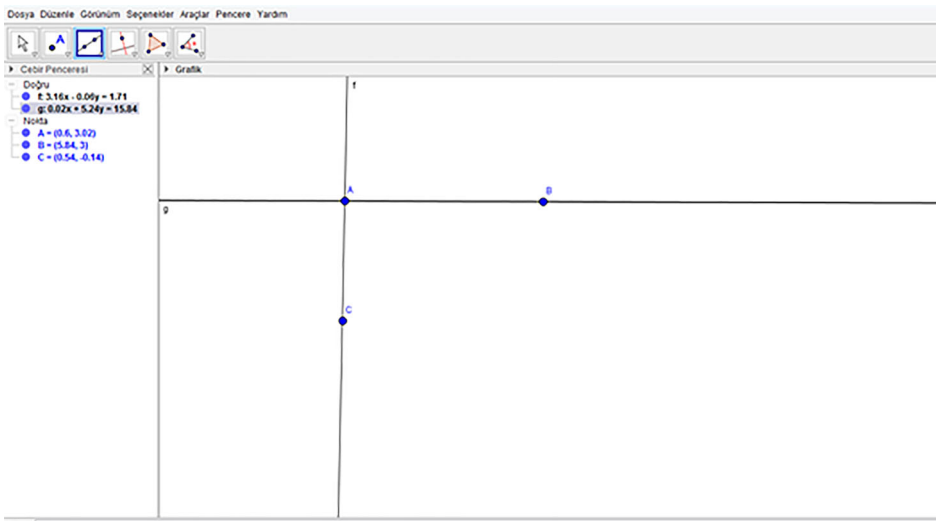 Dosya Düzenle Görünüm Seçenekler Araçlar Pencere Yardım
A
Cebir Penceresi
Grafik
Doğru
f: 3.16x - 0.06y = 1.71
g: 0.02x + 5.24y = 15.84
Nokta
A = (0.6, 3.02)
B = (5.84, 3)
C = (0.54, -0.14)
f
A
B
g
C